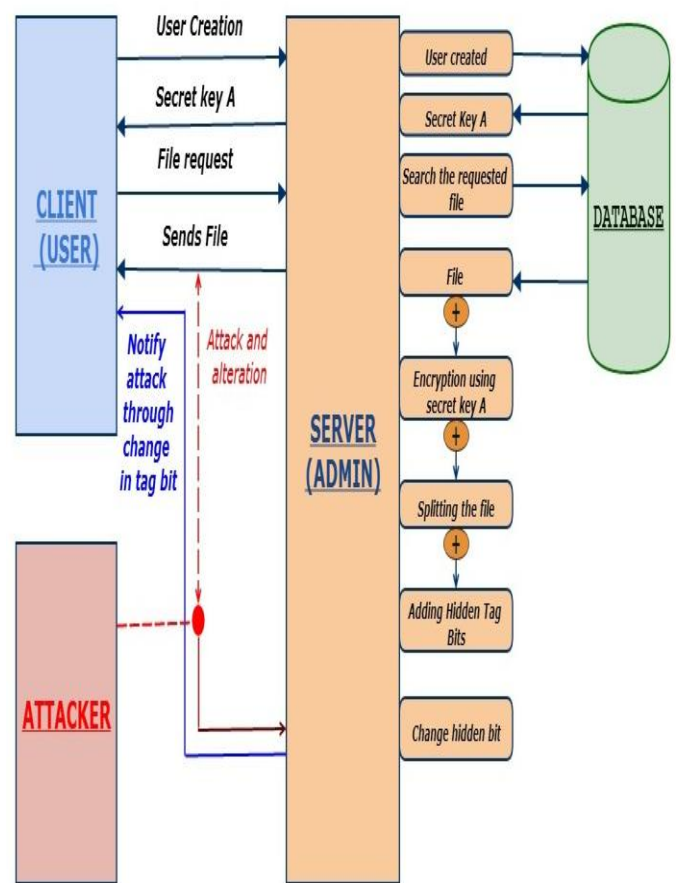 User Creation
Secret key A
File request
Sends File
CLIENT
(USER)
Notify
attack
through
change
in tag bit
Attack and
alteration
ATTACKER
SERVER
(ADMIN)
User created
Secret Key A
Search the requested
file
File
+
Encryption using
secret key A
+
Splitting the file
+
Adding Hidden Tag
Bits
Change hidden bit
DATABASE